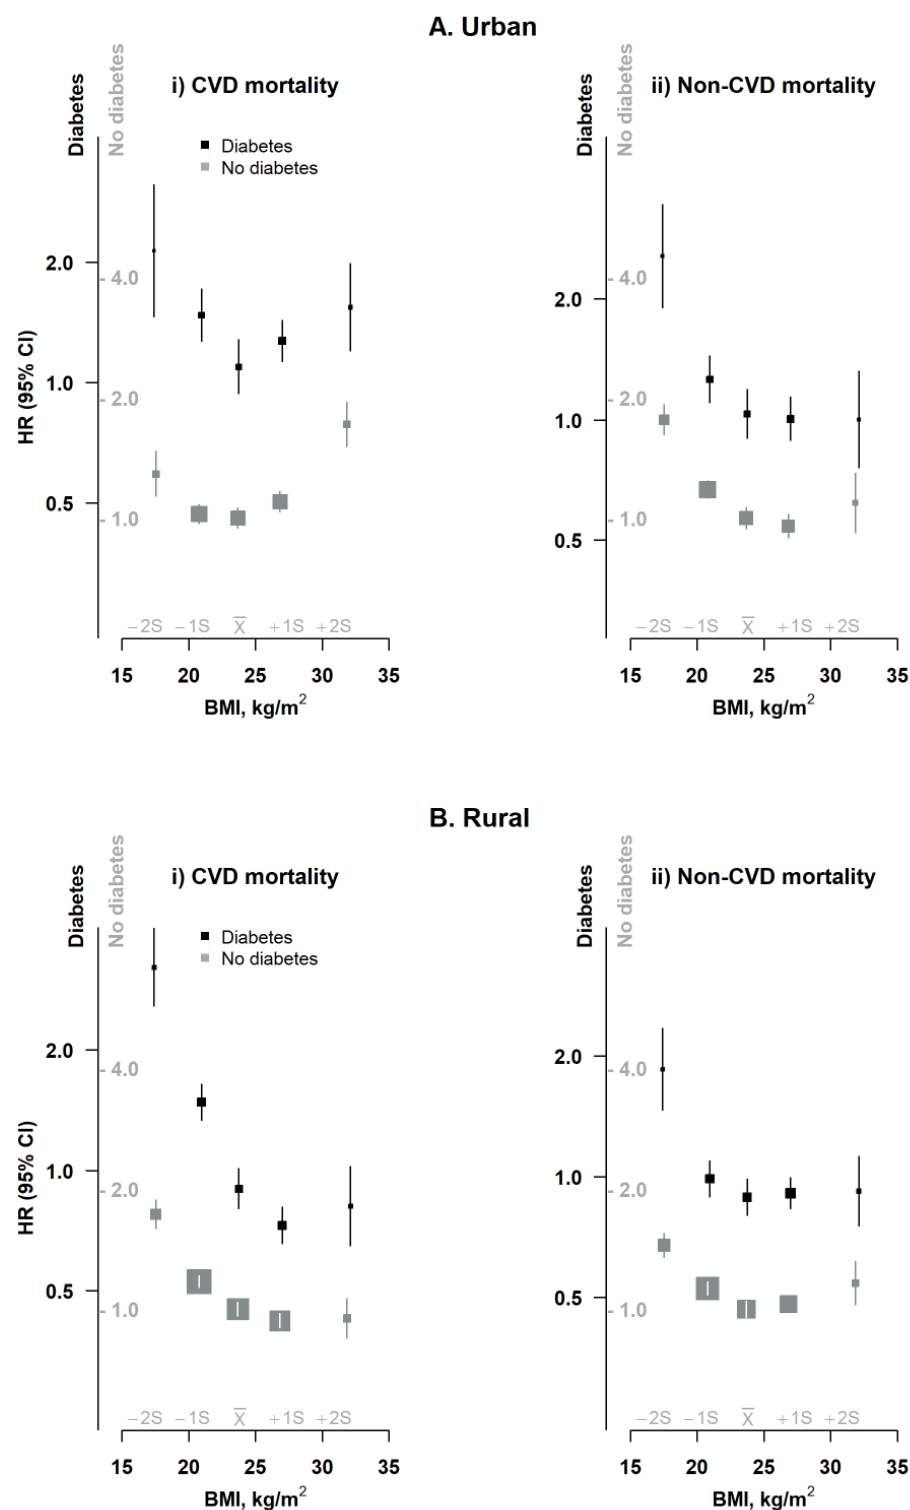 A. Urban
i) CVD mortality
ii) Non-CVD mortality
Diabetes
No diabetes
Diabetes
No diabetes
Diabetes
No diabetes
HR (95% CI)
2.0
1.0
0.5
4.0
2.0
1.0
2.0
1.0
0.5
4.0
2.0
1.0
−2S −1S X̅ +1S +2S
−2S −1S X̅ +1S +2S
15 20 25 30 35
15 20 25 30 35
BMI, kg/m²
BMI, kg/m²
B. Rural
i) CVD mortality
ii) Non-CVD mortality
Diabetes
No diabetes
Diabetes
No diabetes
Diabetes
No diabetes
HR (95% CI)
2.0
1.0
0.5
4.0
2.0
1.0
2.0
1.0
0.5
4.0
2.0
1.0
−2S −1S X̅ +1S +2S
−2S −1S X̅ +1S +2S
15 20 25 30 35
15 20 25 30 35
BMI, kg/m²
BMI, kg/m²